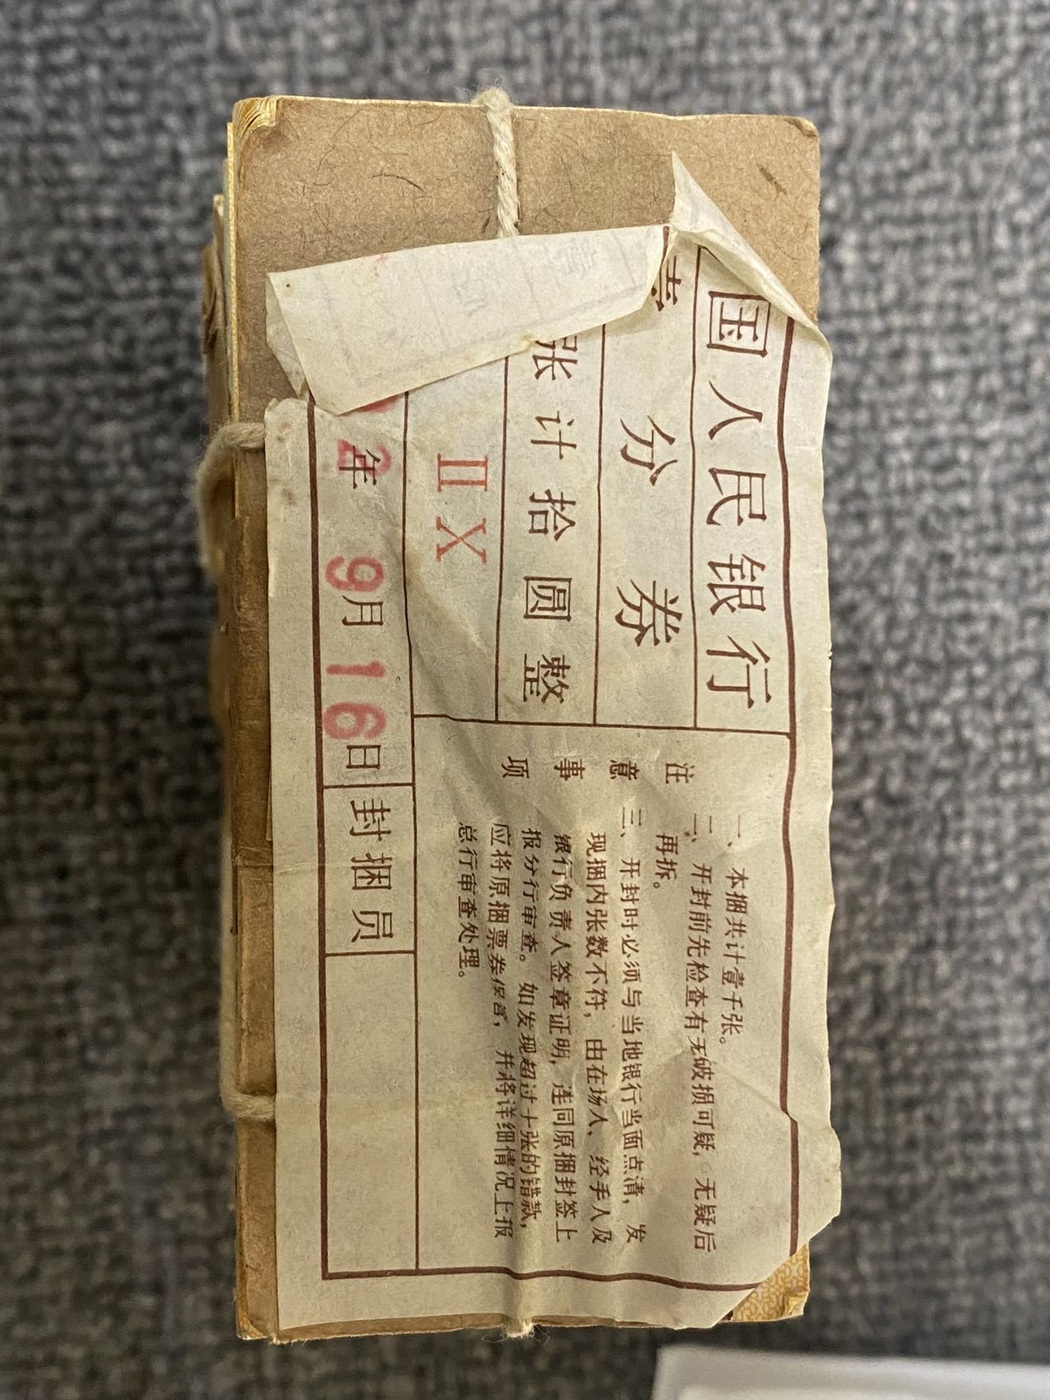 国人民银行
壹分券
张计拾圆整
ⅡⅩ
2年9月16日
封捆员
注意事项
一、本捆共计壹千张。
二、开封前先检查有无破损可疑，无疑后
再拆。
三、开封时必须与当地银行当面点清，发
现捆内张数不符，由在场人、经手人及
银行负责人签章证明，连同原捆封签上
报分行审查。如发现超过十张的错款，
应将原捆票券保留，并将详细情况上报
总行审查处理。